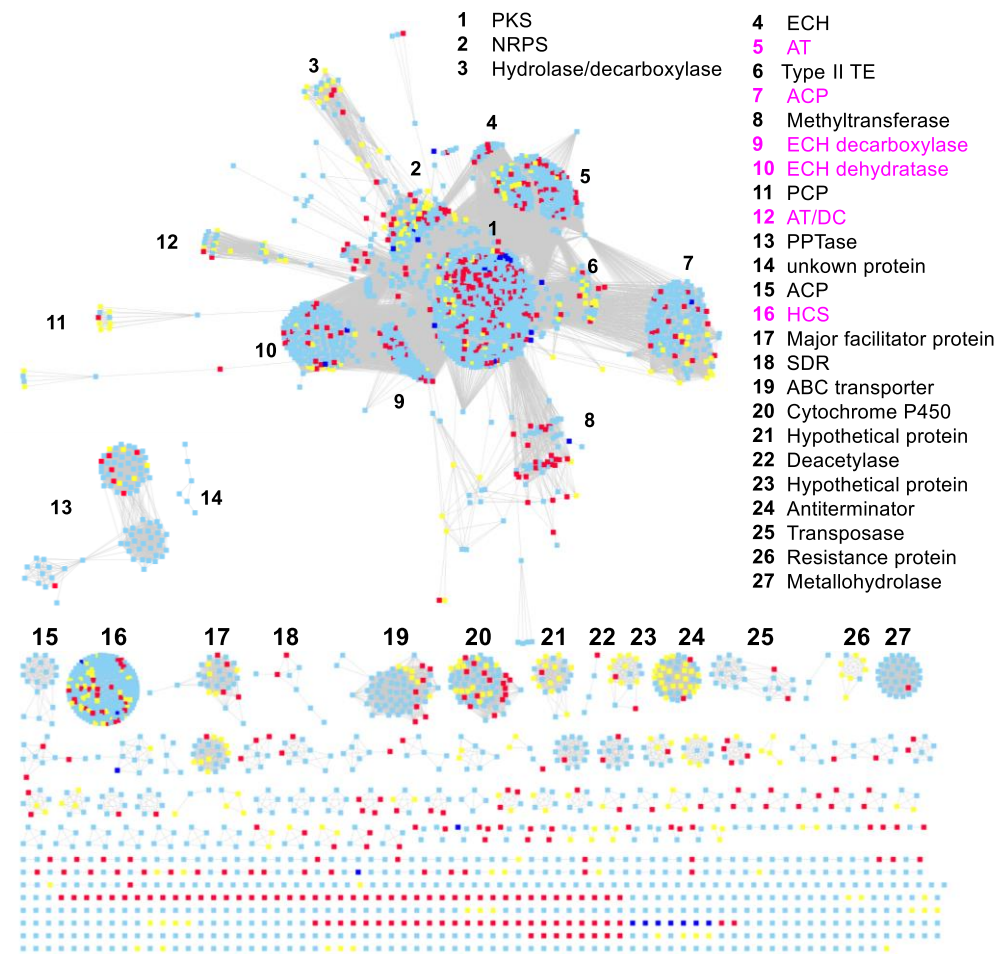 1 PKS
2 NRPS
3 Hydrolase/decarboxylase
4 ECH
5 AT
6 Type II TE
7 ACP
8 Methyltransferase
9 ECH decarboxylase
10 ECH dehydratase
11 PCP
12 AT/DC
13 PPTase
14 unkown protein
15 ACP
16 HCS
17 Major facilitator protein
18 SDR
19 ABC transporter
20 Cytochrome P450
21 Hypothetical protein
22 Deacetylase
23 Hypothetical protein
24 Antiterminator
25 Transposase
26 Resistance protein
27 Metallohydrolase
3
4
2
5
1
12
6
7
11
10
9
8
13
14
15 16 17 18 19 20 21 22 23 24 25 26 27